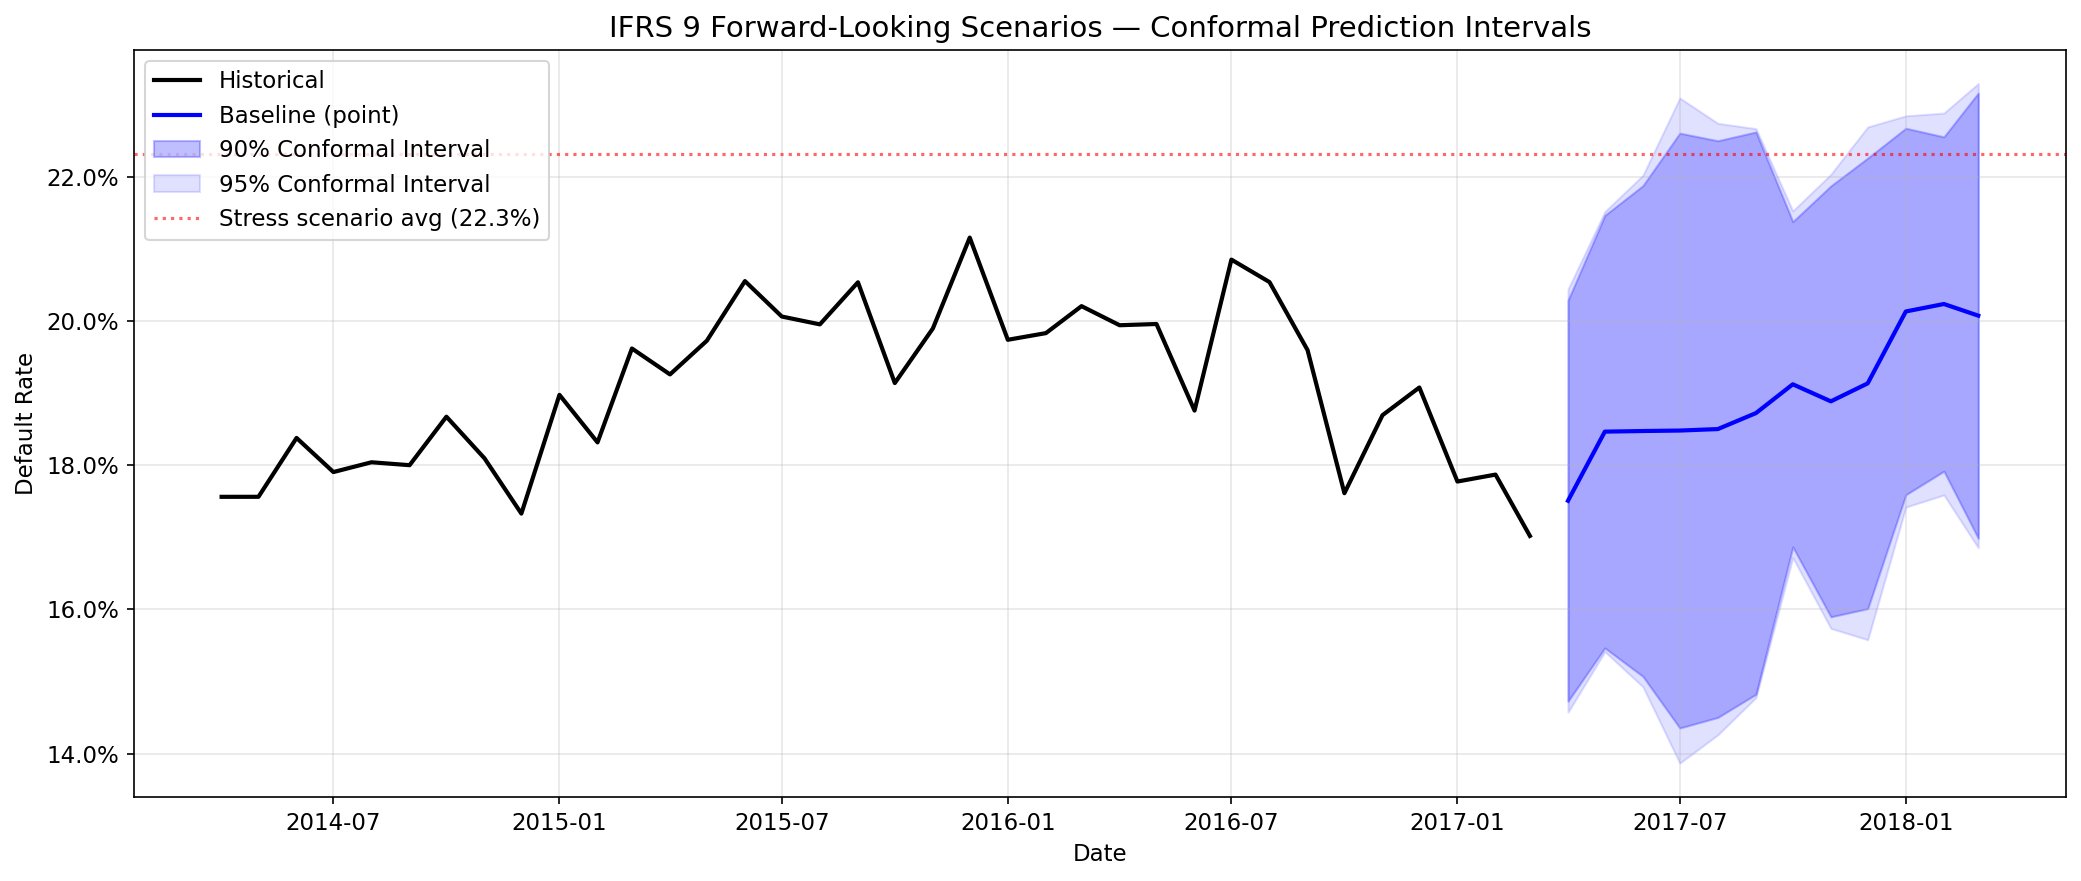 IFRS 9 Forward-Looking Scenarios — Conformal Prediction Intervals
Historical
Baseline (point)
90% Conformal Interval
95% Conformal Interval
Stress scenario avg (22.3%)
Default Rate
22.0%
20.0%
18.0%
16.0%
14.0%
2014-07
2015-01
2015-07
2016-01
2016-07
2017-01
2017-07
2018-01
Date